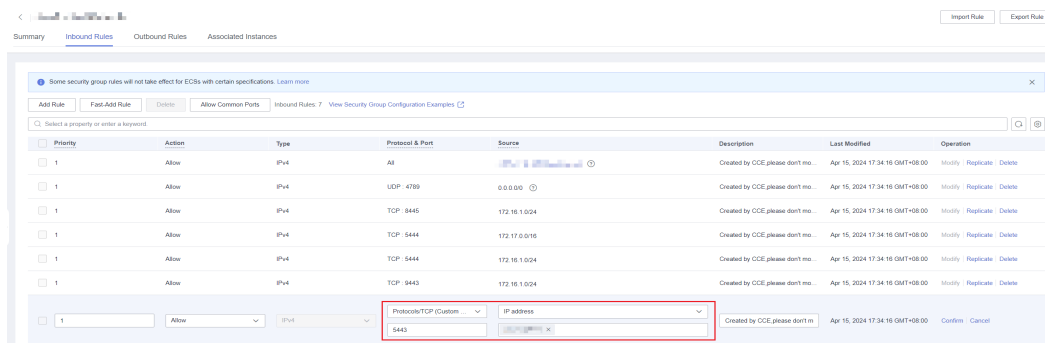 Import Rule Export Rule
Summary Inbound Rules Outbound Rules Associated Instances
Some security group rules will not take effect for ECSs with certain specifications. Learn more
Add Rule Fast-Add Rule Delete Allow Common Ports Inbound Rules: 7 View Security Group Configuration Examples
Select a property or enter a keyword.
Priority Action Type Protocol & Port Source Description Last Modified Operation
1 Allow IPv4 All Created by CCE,please don't mo... Apr 15, 2024 17:34:16 GMT+08:00 Modify Replicate Delete
1 Allow IPv4 UDP : 4789 0.0.0.0/0 Created by CCE,please don't mo... Apr 15, 2024 17:34:16 GMT+08:00 Modify Replicate Delete
1 Allow IPv4 TCP : 8445 172.16.1.0/24 Created by CCE,please don't mo... Apr 15, 2024 17:34:16 GMT+08:00 Modify Replicate Delete
1 Allow IPv4 TCP : 5444 172.17.0.0/16 Created by CCE,please don't mo... Apr 15, 2024 17:34:16 GMT+08:00 Modify Replicate Delete
1 Allow IPv4 TCP : 5444 172.16.1.0/24 Created by CCE,please don't mo... Apr 15, 2024 17:34:16 GMT+08:00 Modify Replicate Delete
1 Allow IPv4 TCP : 9443 172.16.1.0/24 Created by CCE,please don't mo... Apr 15, 2024 17:34:16 GMT+08:00 Modify Replicate Delete
Protocols/TCP (Custom ... IP address
1 Allow IPv4 Created by CCE,please don't m Apr 15, 2024 17:34:16 GMT+08:00 Confirm Cancel
5443